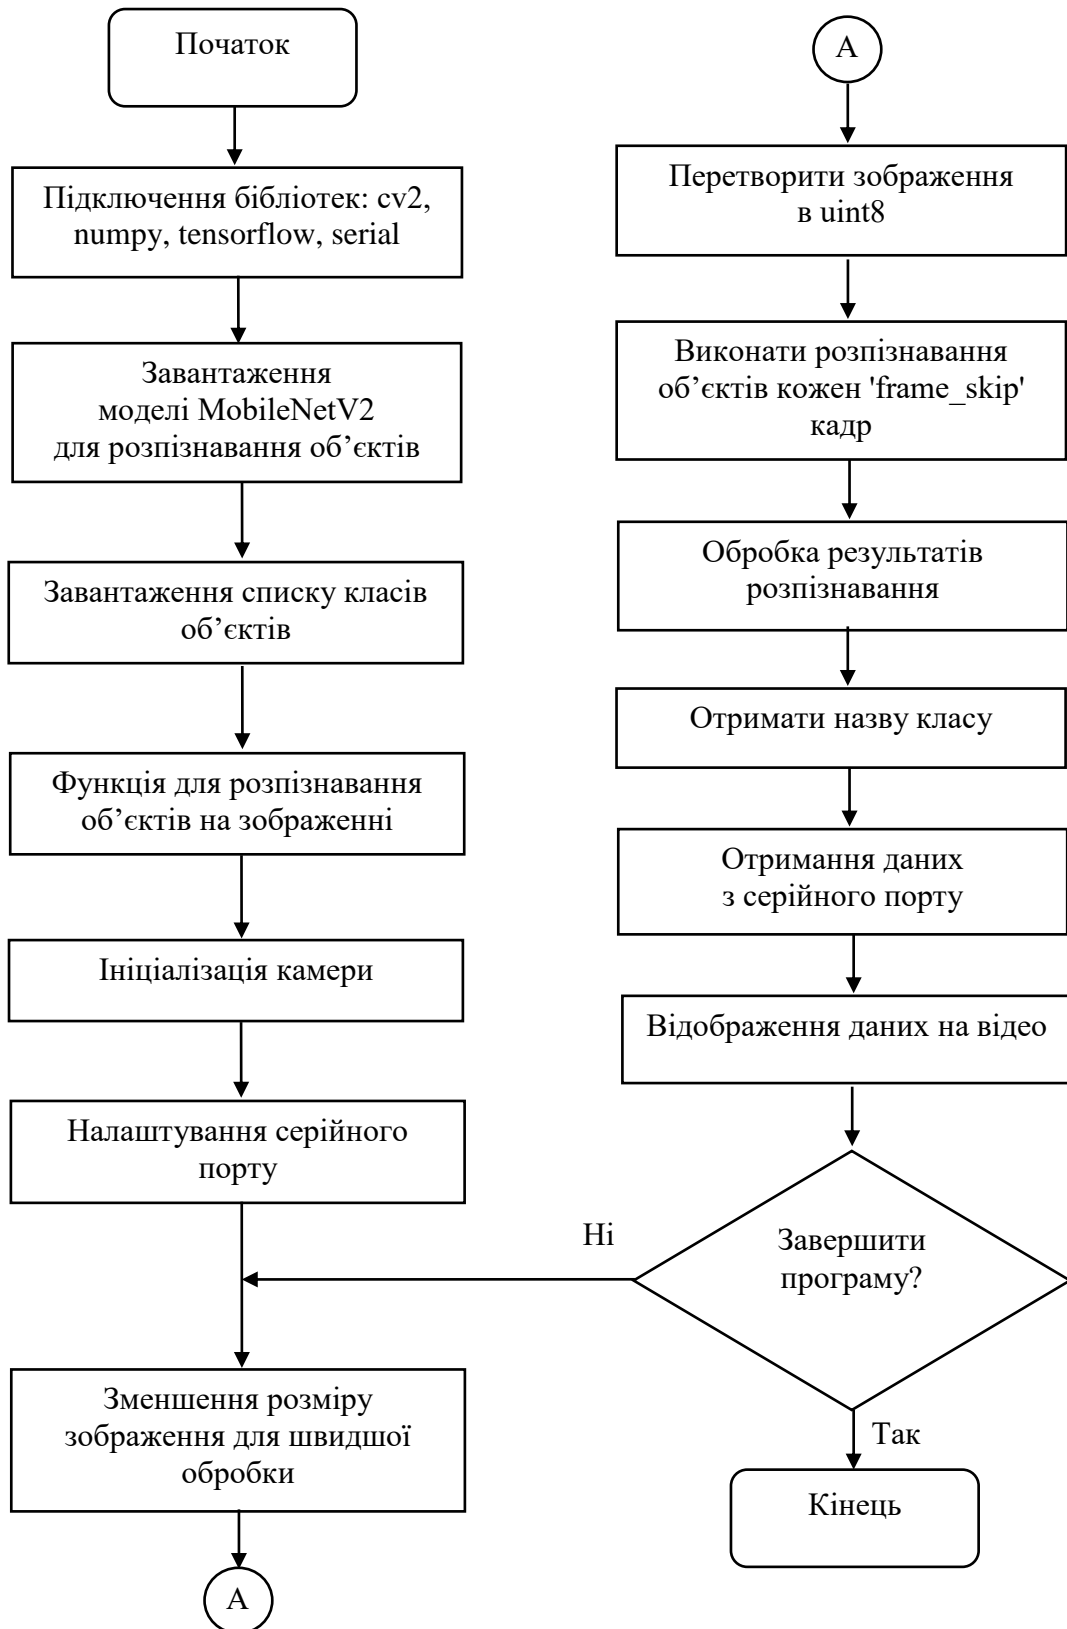 Початок
Підключення бібліотек: cv2,
numpy, tensorflow, serial
Завантаження
моделі MobileNetV2
для розпізнавання об’єктів
Завантаження списку класів
об’єктів
Функція для розпізнавання
об’єктів на зображенні
Ініціалізація камери
Налаштування серійного
порту
Зменшення розміру
зображення для швидшої
обробки
А
А
Перетворити зображення
в uint8
Виконати розпізнавання
об’єктів кожен 'frame_skip'
кадр
Обробка результатів
розпізнавання
Отримати назву класу
Отримання даних
з серійного порту
Відображення даних на відео
Завершити
програму?
Ні
Так
Кінець